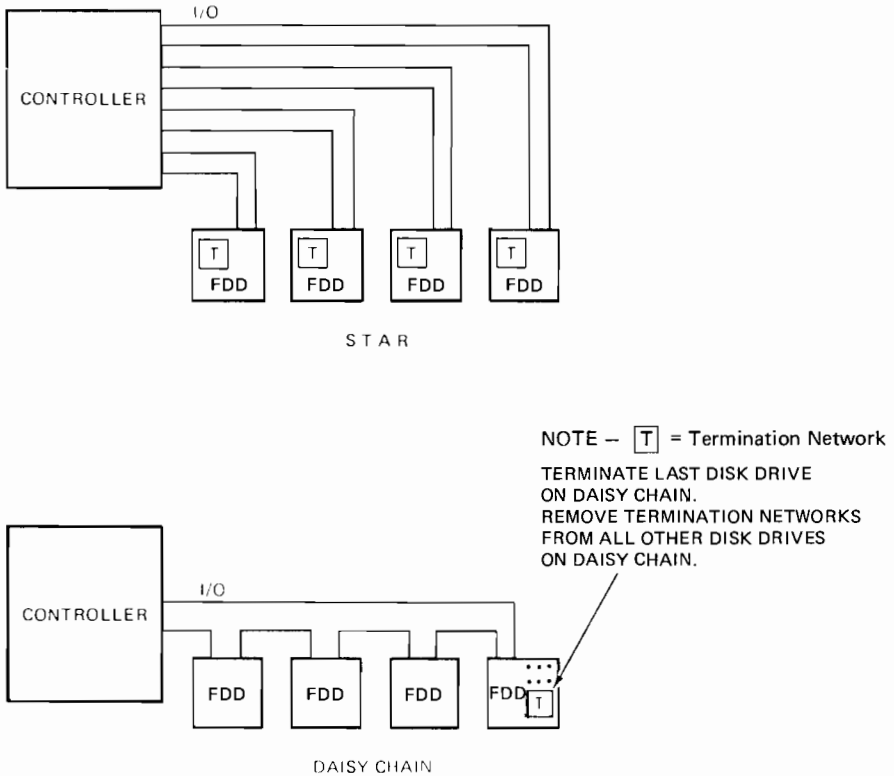 I/O
CONTROLLER
T
T
T
T
FDD
FDD
FDD
FDD
STAR
NOTE – T = Termination Network
TERMINATE LAST DISK DRIVE
ON DAISY CHAIN.
REMOVE TERMINATION NETWORKS
FROM ALL OTHER DISK DRIVES
ON DAISY CHAIN.
I/O
CONTROLLER
FDD
FDD
FDD
FDD
T
DAISY CHAIN